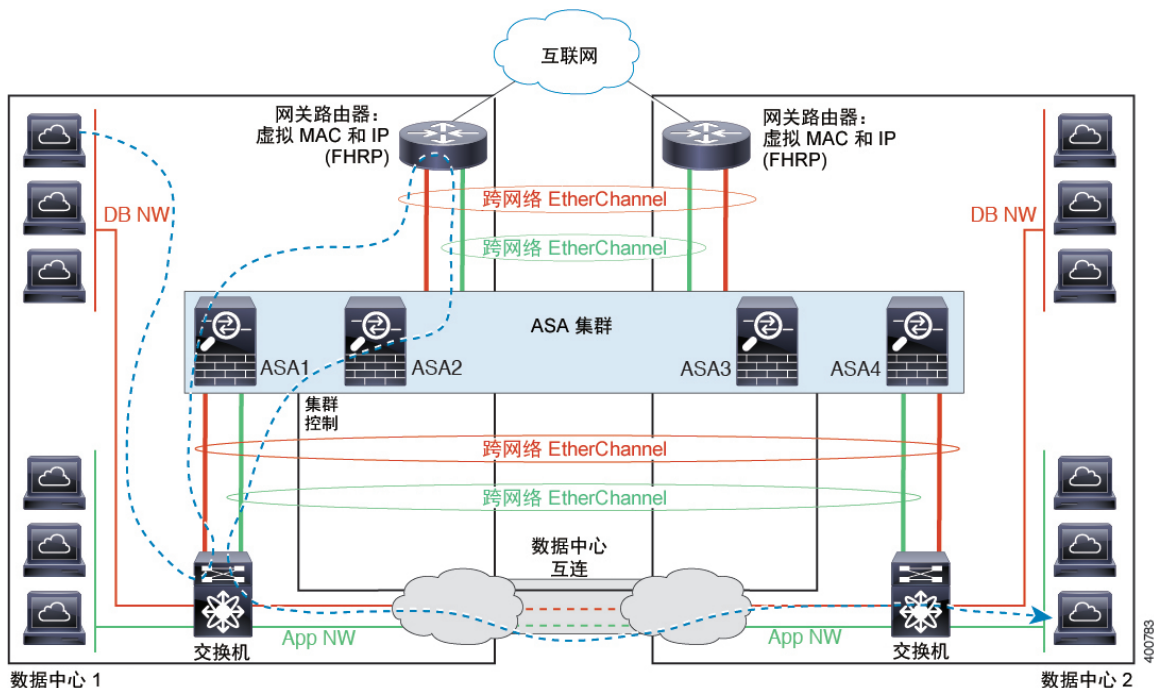 互联网
网关路由器：
虚拟 MAC 和 IP
(FHRP)
网关路由器：
虚拟 MAC 和 IP
(FHRP)
DB NW
跨网络 EtherChannel
DB NW
跨网络 EtherChannel
ASA 集群
ASA1
ASA2
ASA3
ASA4
集群
控制
跨网络 EtherChannel
跨网络 EtherChannel
数据中心
互连
App NW
App NW
交换机
交换机
数据中心 1
数据中心 2
400783